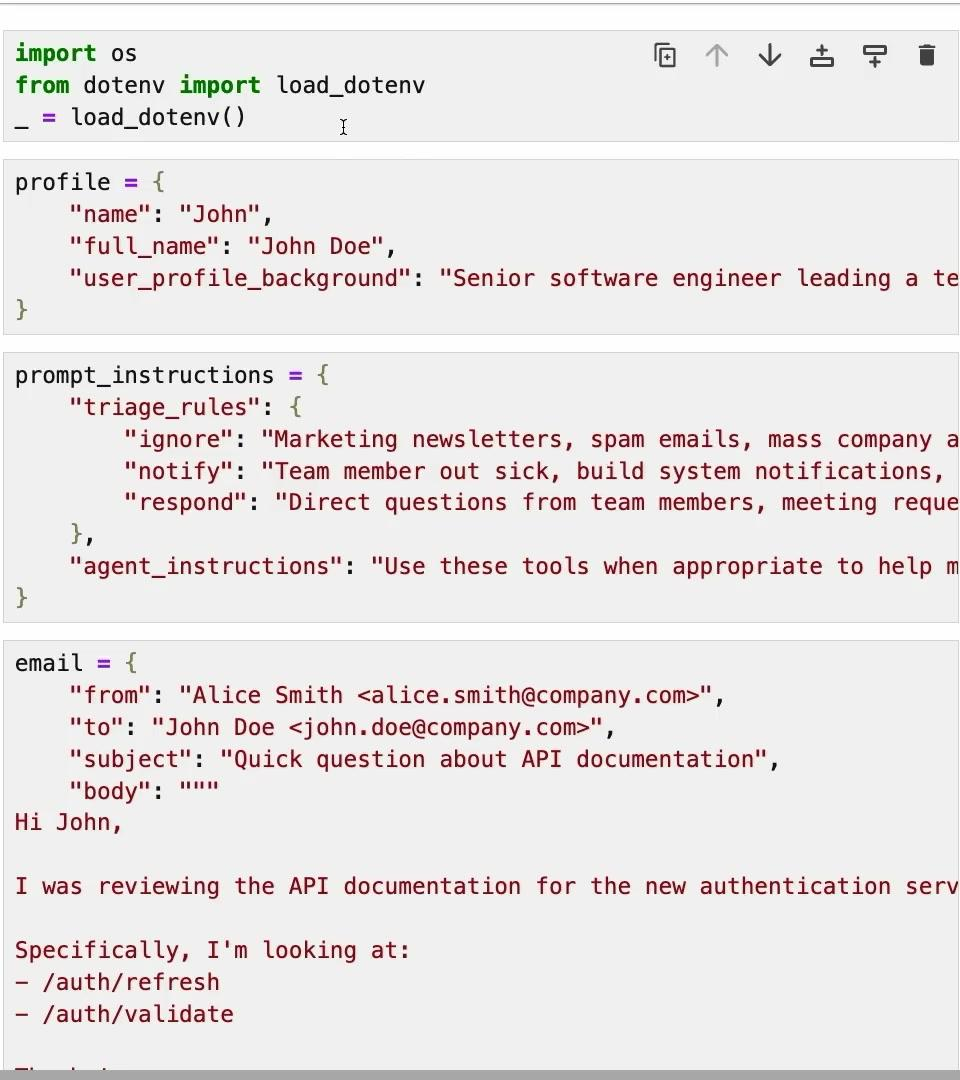 import os
from dotenv import load_dotenv
_ = load_dotenv()
profile = {
    "name": "John",
    "full_name": "John Doe",
    "user_profile_background": "Senior software engineer leading a te
}
prompt_instructions = {
    "triage_rules": {
        "ignore": "Marketing newsletters, spam emails, mass company a
        "notify": "Team member out sick, build system notifications,
        "respond": "Direct questions from team members, meeting reque
    },
    "agent_instructions": "Use these tools when appropriate to help m
}
email = {
    "from": "Alice Smith <alice.smith@company.com>",
    "to": "John Doe <john.doe@company.com>",
    "subject": "Quick question about API documentation",
    "body": """
Hi John,
I was reviewing the API documentation for the new authentication serv
Specifically, I'm looking at:
- /auth/refresh
- /auth/validate